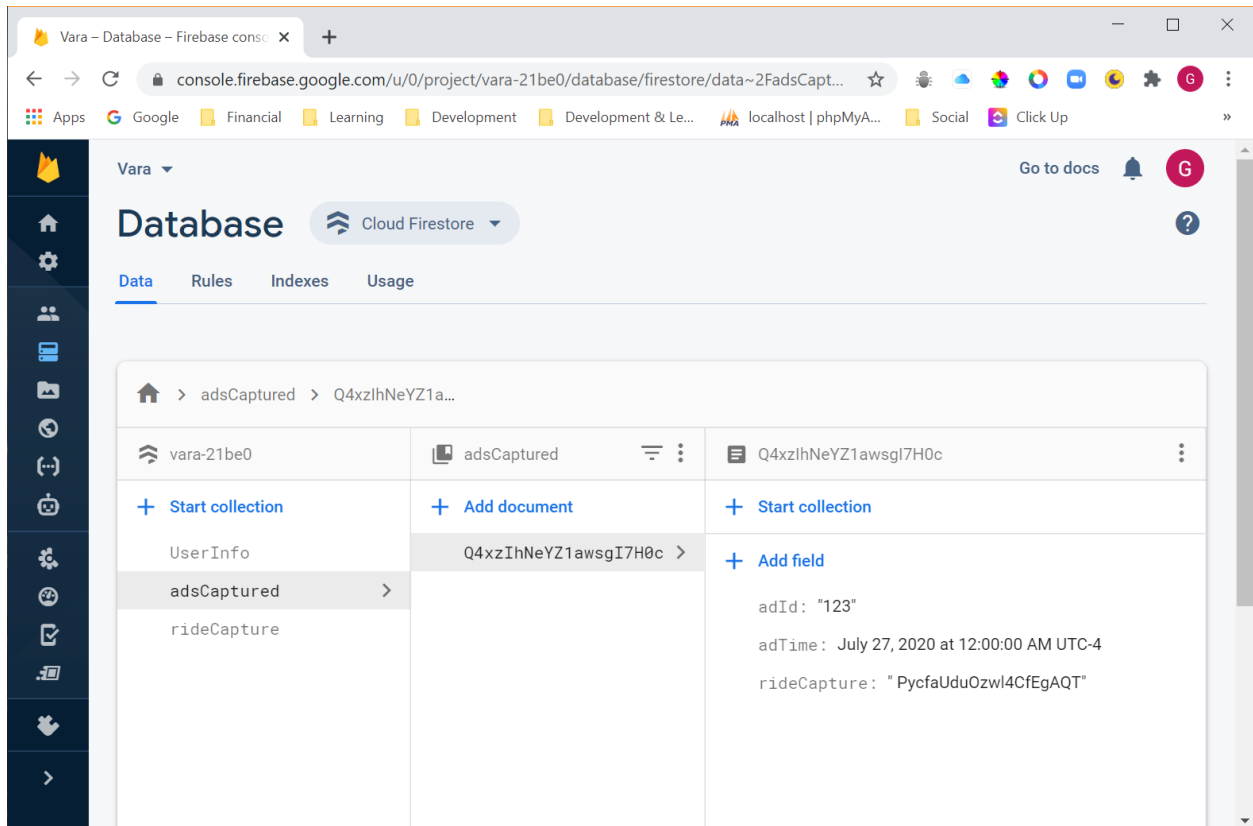 Vara – Database – Firebase conso
console.firebase.google.com/u/0/project/vara-21be0/database/firestore/data~2FadsCapt... G
Apps Google Financial Learning Development Development & Le... PMA localhost | phpMyA... Social Click Up »
Vara Go to docs G
Database Cloud Firestore ?
Data Rules Indexes Usage
adsCaptured > Q4xzIhNeYZ1a...
vara-21be0 adsCaptured Q4xzIhNeYZ1awsgI7H0c
+ Start collection + Add document + Start collection
UserInfo Q4xzIhNeYZ1awsgI7H0c + Add field
adsCaptured adId: "123"
rideCapture adTime: July 27, 2020 at 12:00:00 AM UTC-4
rideCapture: " PycfaUduOzwl4CfEgAQT"